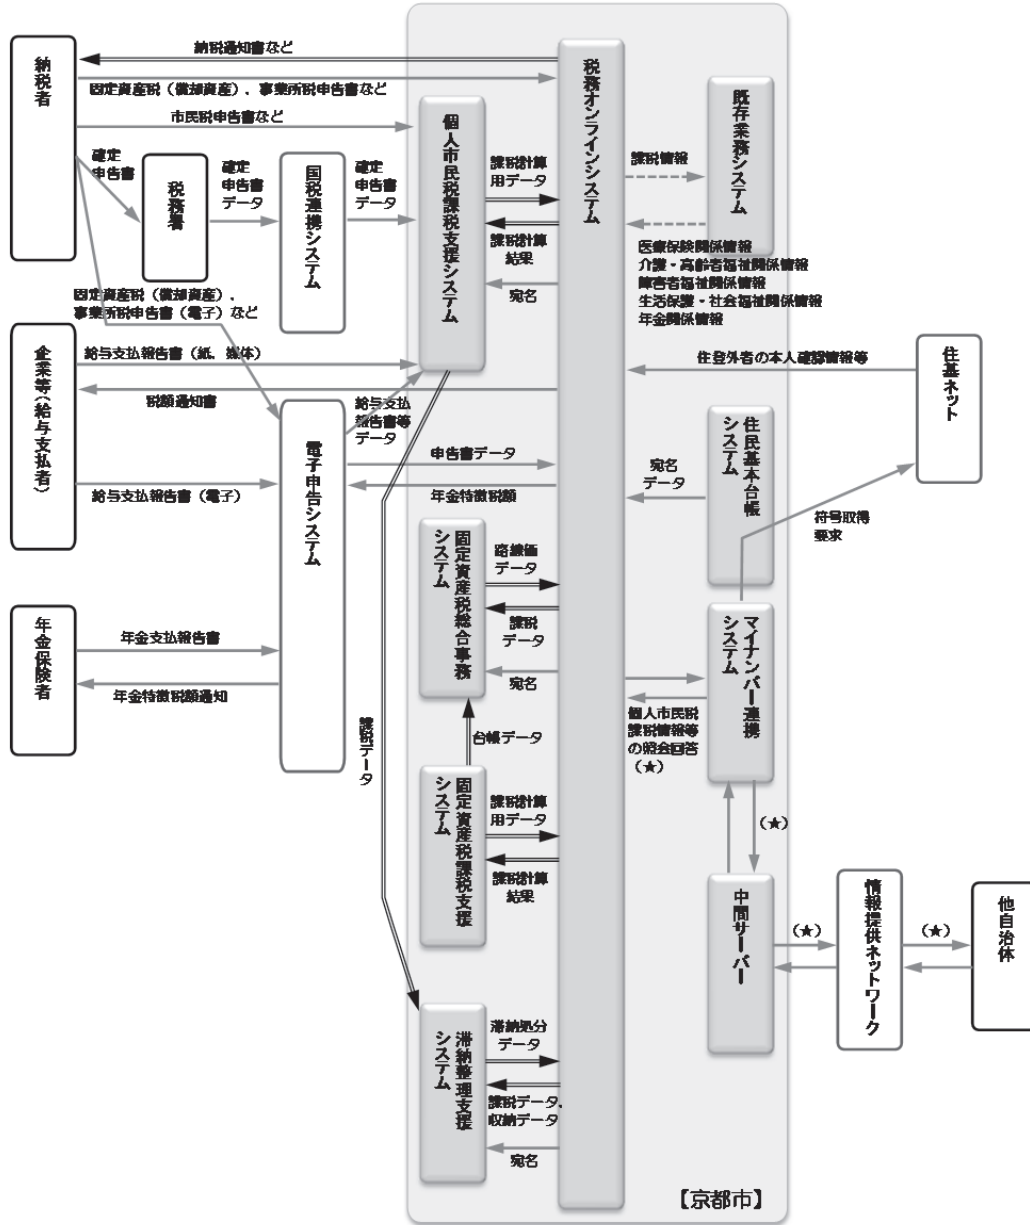 納税通知書など
納税者
固定資産税（償却資産）、事業所税申告書など
市民税申告書など
確定
申告書
税務署
確定
申告書
データ
国税連携システム
確定
申告書
データ
個人市民税課税支援システム
課税計算
用データ
課税計算
結果
宛名
税務オンラインシステム
課税情報
既存業務システム
医療保険関係情報
介護・高齢者福祉関係情報
障害者福祉関係情報
生活保護・社会福祉関係情報
年金関係情報
固定資産税（償却資産）、
事業所税申告書（電子）など
企業等（給与支払者）
給与支払報告書（紙、媒体）
税額通知書
給与支払報告書（電子）
電子申告システム
給与支払
報告書等
データ
申告書データ
年金特徴税額
住登外者の本人確認情報等
住基ネット
住民基本台帳
システム
宛名
データ
符号取得
要求
固定資産税総合事務
システム
路線価
データ
課税
データ
宛名
マイナンバー連携
システム
個人市民税
課税情報等
の照会回答
（★）
年金保険者
年金支払報告書
年金特徴税額通知
課税データ
台帳データ
固定資産税課税支援
システム
課税計算
用データ
課税計算
結果
（★）
中間サーバー
（★）
情報提供ネットワーク
（★）
他自治体
滞納整理支援
システム
滞納処分
データ
課税データ、
収納データ
宛名
【京都市】